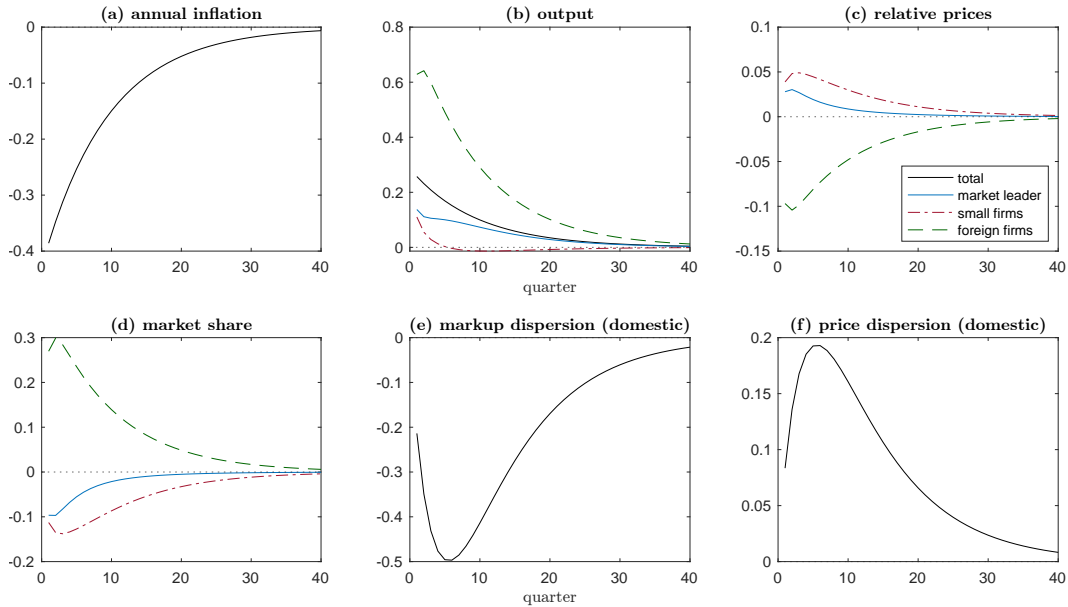 (a) annual inflation
0
-0.1
-0.2
-0.3
-0.4
0 10 20 30 40
(b) output
0.8
0.6
0.4
0.2
0
0 10 20 30 40
quarter
(c) relative prices
0.1
0.05
0
-0.05
-0.1
-0.15
0 10 20 30 40
total
market leader
small firms
foreign firms
(d) market share
0.3
0.2
0.1
0
-0.1
-0.2
0 10 20 30 40
(e) markup dispersion (domestic)
0
-0.1
-0.2
-0.3
-0.4
-0.5
0 10 20 30 40
quarter
(f) price dispersion (domestic)
0.2
0.15
0.1
0.05
0
0 10 20 30 40